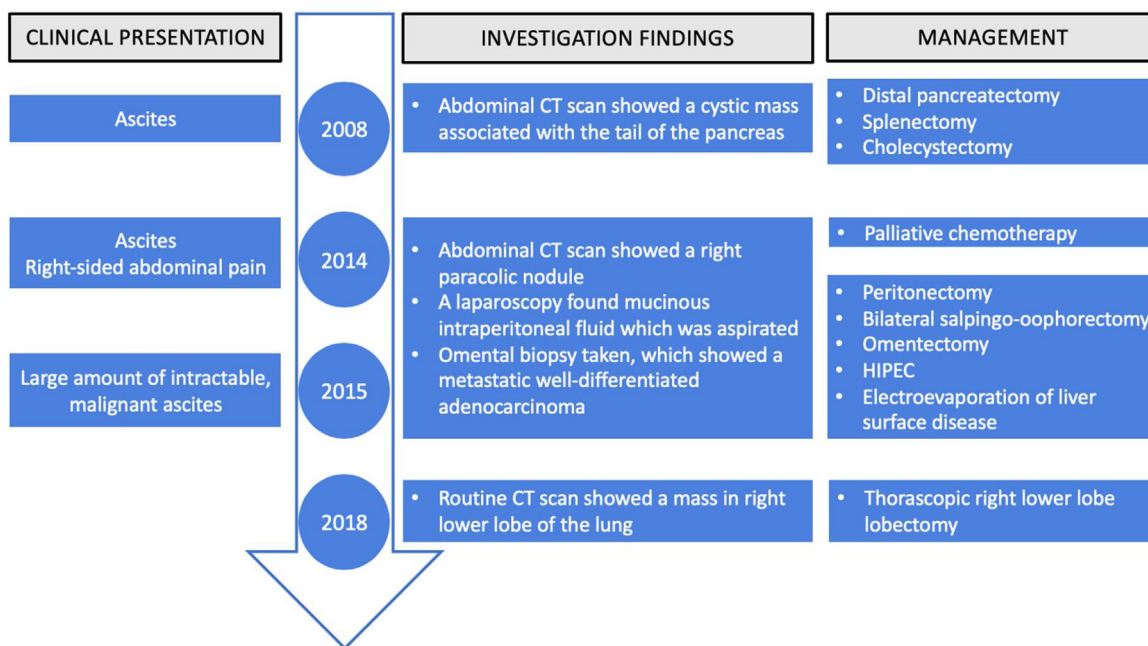 CLINICAL PRESENTATION
INVESTIGATION FINDINGS
MANAGEMENT
Ascites
2008
• Abdominal CT scan showed a cystic mass
associated with the tail of the pancreas
• Distal pancreatectomy
• Splenectomy
• Cholecystectomy
Ascites
Right-sided abdominal pain
2014
• Abdominal CT scan showed a right
paracolic nodule
• A laparoscopy found mucinous
intraperitoneal fluid which was aspirated
• Omental biopsy taken, which showed a
metastatic well-differentiated
adenocarcinoma
• Palliative chemotherapy
Large amount of intractable,
malignant ascites
2015
• Peritonectomy
• Bilateral salpingo-oophorectomy
• Omentectomy
• HIPEC
• Electroevaporation of liver
surface disease
2018
• Routine CT scan showed a mass in right
lower lobe of the lung
• Thorascopic right lower lobe
lobectomy